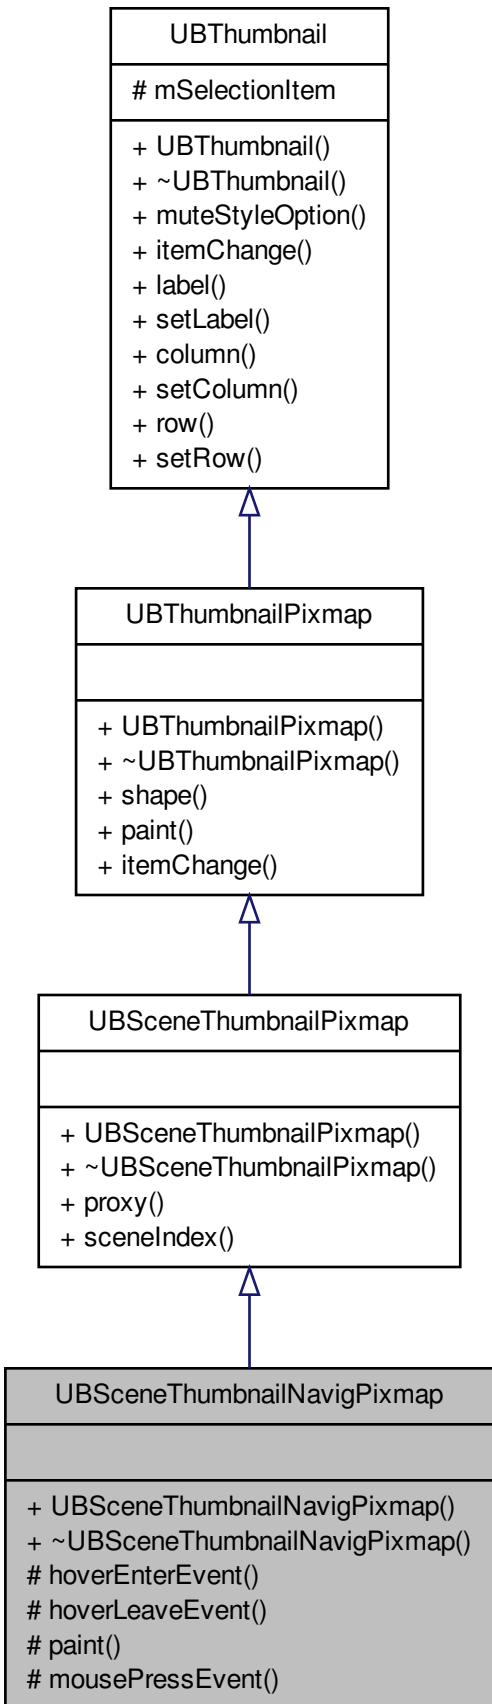 UBThumbnail
# mSelectionItem
+ UBThumbnail()
+ ~UBThumbnail()
+ muteStyleOption()
+ itemChange()
+ label()
+ setLabel()
+ column()
+ setColumn()
+ row()
+ setRow()
UBThumbnailPixmap
+ UBThumbnailPixmap()
+ ~UBThumbnailPixmap()
+ shape()
+ paint()
+ itemChange()
UBSceneThumbnailPixmap
+ UBSceneThumbnailPixmap()
+ ~UBSceneThumbnailPixmap()
+ proxy()
+ sceneIndex()
UBSceneThumbnailNavigPixmap
+ UBSceneThumbnailNavigPixmap()
+ ~UBSceneThumbnailNavigPixmap()
# hoverEnterEvent()
# hoverLeaveEvent()
# paint()
# mousePressEvent()